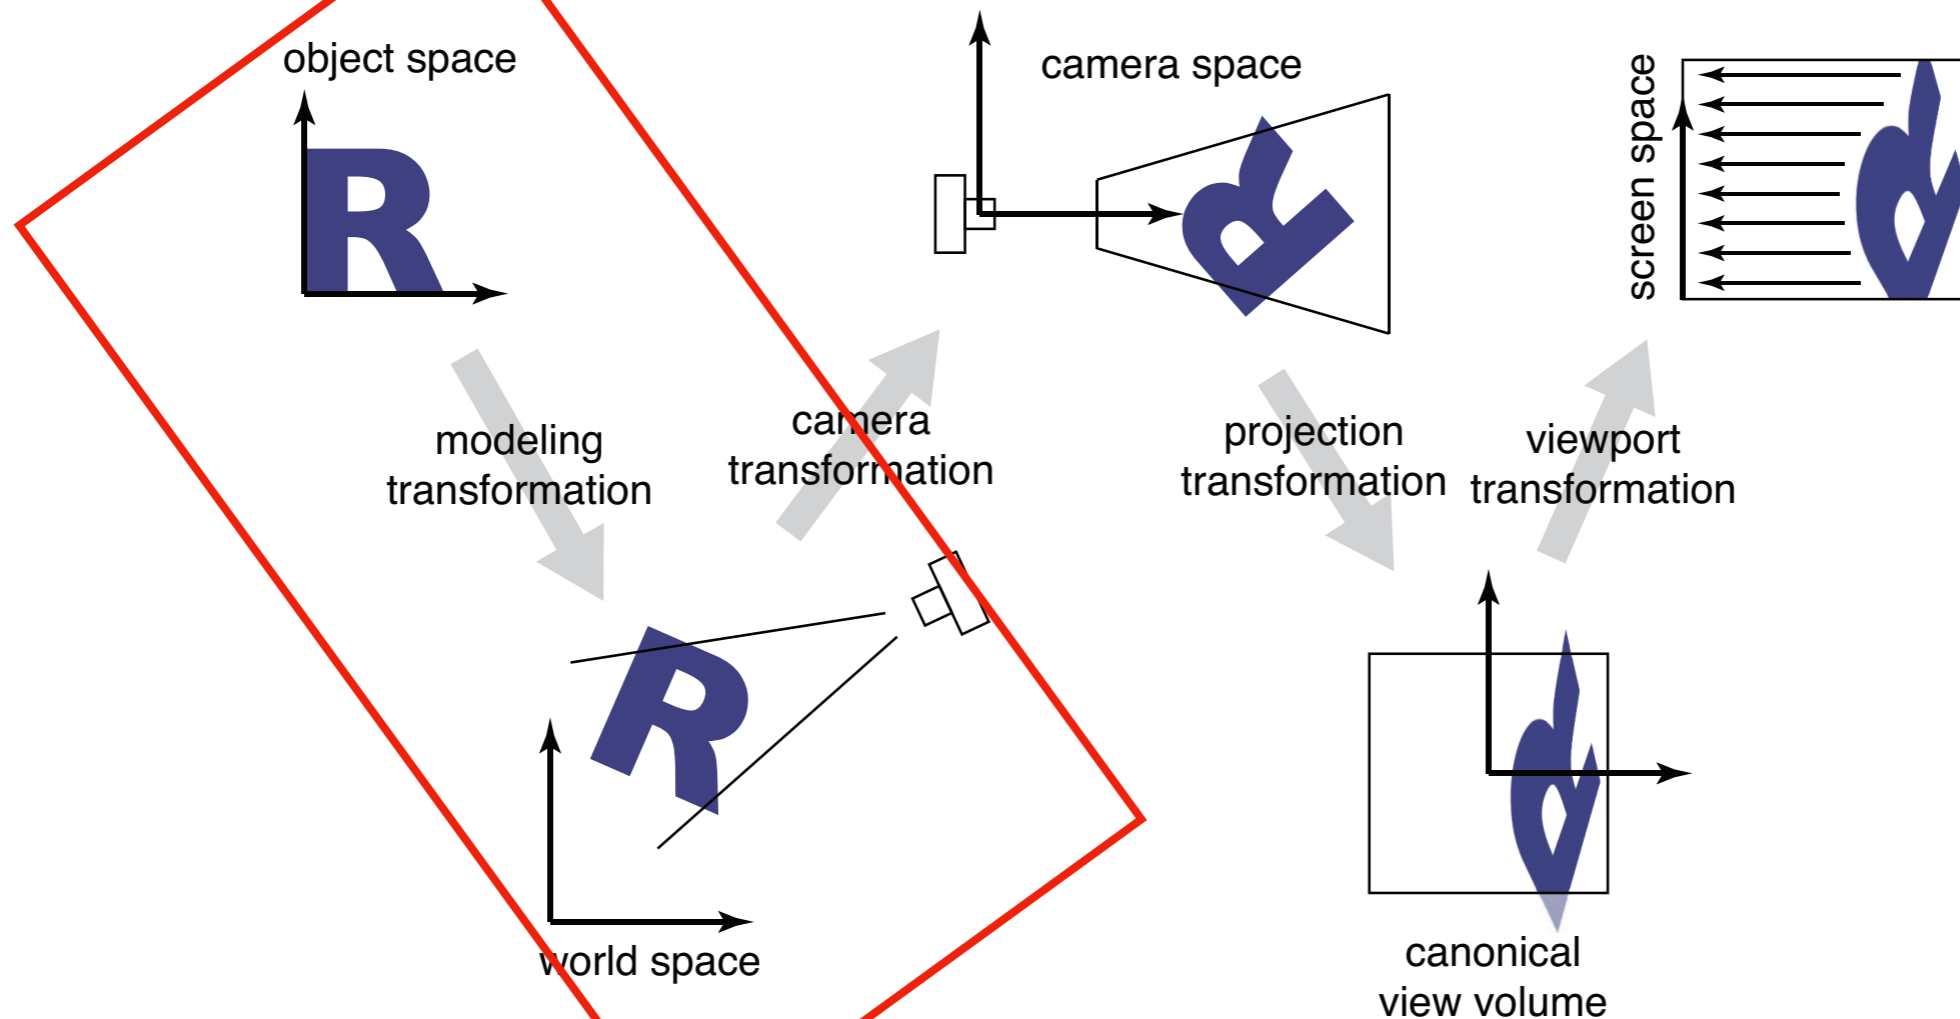 object space
camera space
screen space
modeling
transformation
camera
transformation
projection
transformation
viewport
transformation
world space
canonical
view volume
R
R
R
R
R